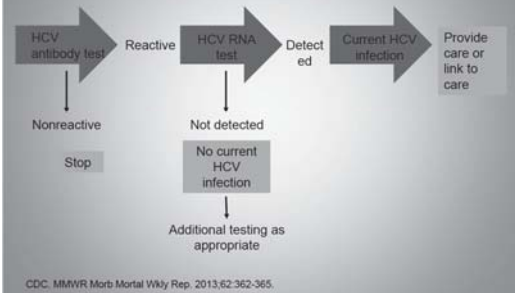 HCV
antibody test
Reactive
HCV RNA
test
Detect
ed
Current HCV
infection
Provide
care or
link to
care
Nonreactive
Stop
Not detected
No current
HCV
infection
Additional testing as
appropriate
CDC. MMWR Morb Mortal Wkly Rep. 2013;62:362-365.